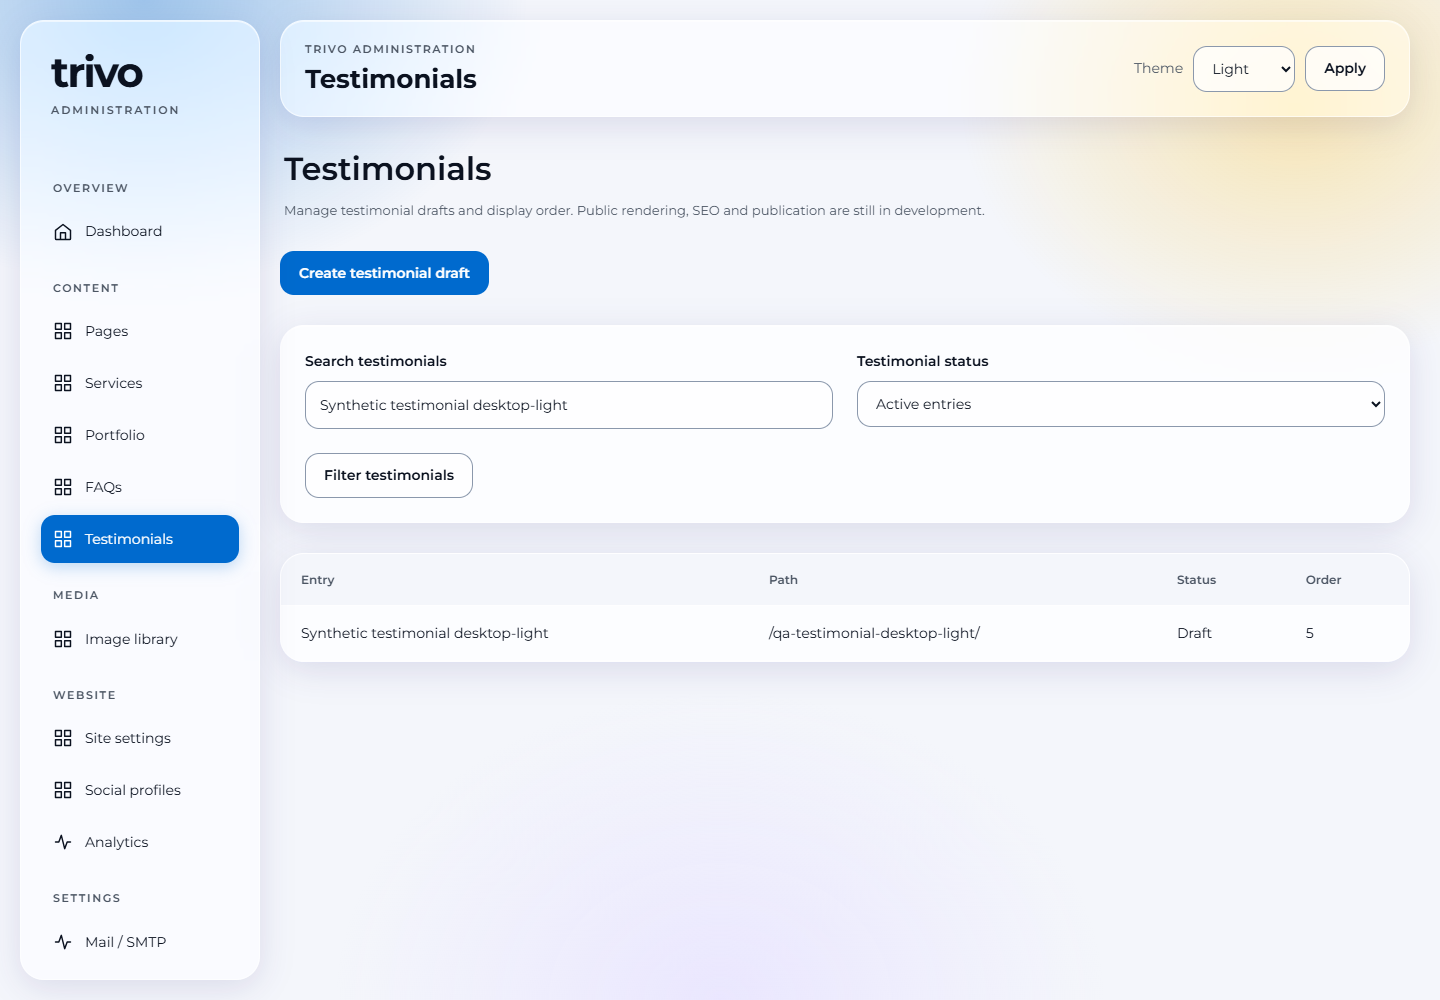 trivo
ADMINISTRATION
OVERVIEW
Dashboard
CONTENT
Pages
Services
Portfolio
FAQs
Testimonials
MEDIA
Image library
WEBSITE
Site settings
Social profiles
Analytics
SETTINGS
Mail / SMTP
TRIVO ADMINISTRATION
Testimonials
Theme Light Apply
Testimonials
Manage testimonial drafts and display order. Public rendering, SEO and publication are still in development.
Create testimonial draft
Search testimonials Testimonial status
Synthetic testimonial desktop-light Active entries
Filter testimonials
Entry Path Status Order
Synthetic testimonial desktop-light /qa-testimonial-desktop-light/ Draft 5